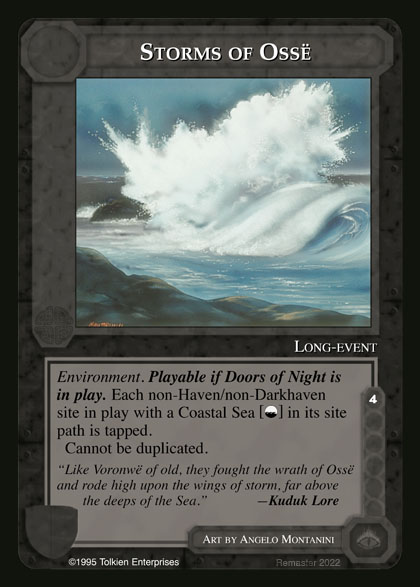 STORMS OF OSSË
LONG-EVENT
Environment. Playable if Doors of Night is
in play. Each non-Haven/non-Darkhaven
site in play with a Coastal Sea [] in its site
path is tapped.
Cannot be duplicated.
4
“Like Voronwë of old, they fought the wrath of Ossë
and rode high upon the wings of storm, far above
the deeps of the Sea.” —Kuduk Lore
ART BY ANGELO MONTANINI
©1995 Tolkien Enterprises
Remaster 2022